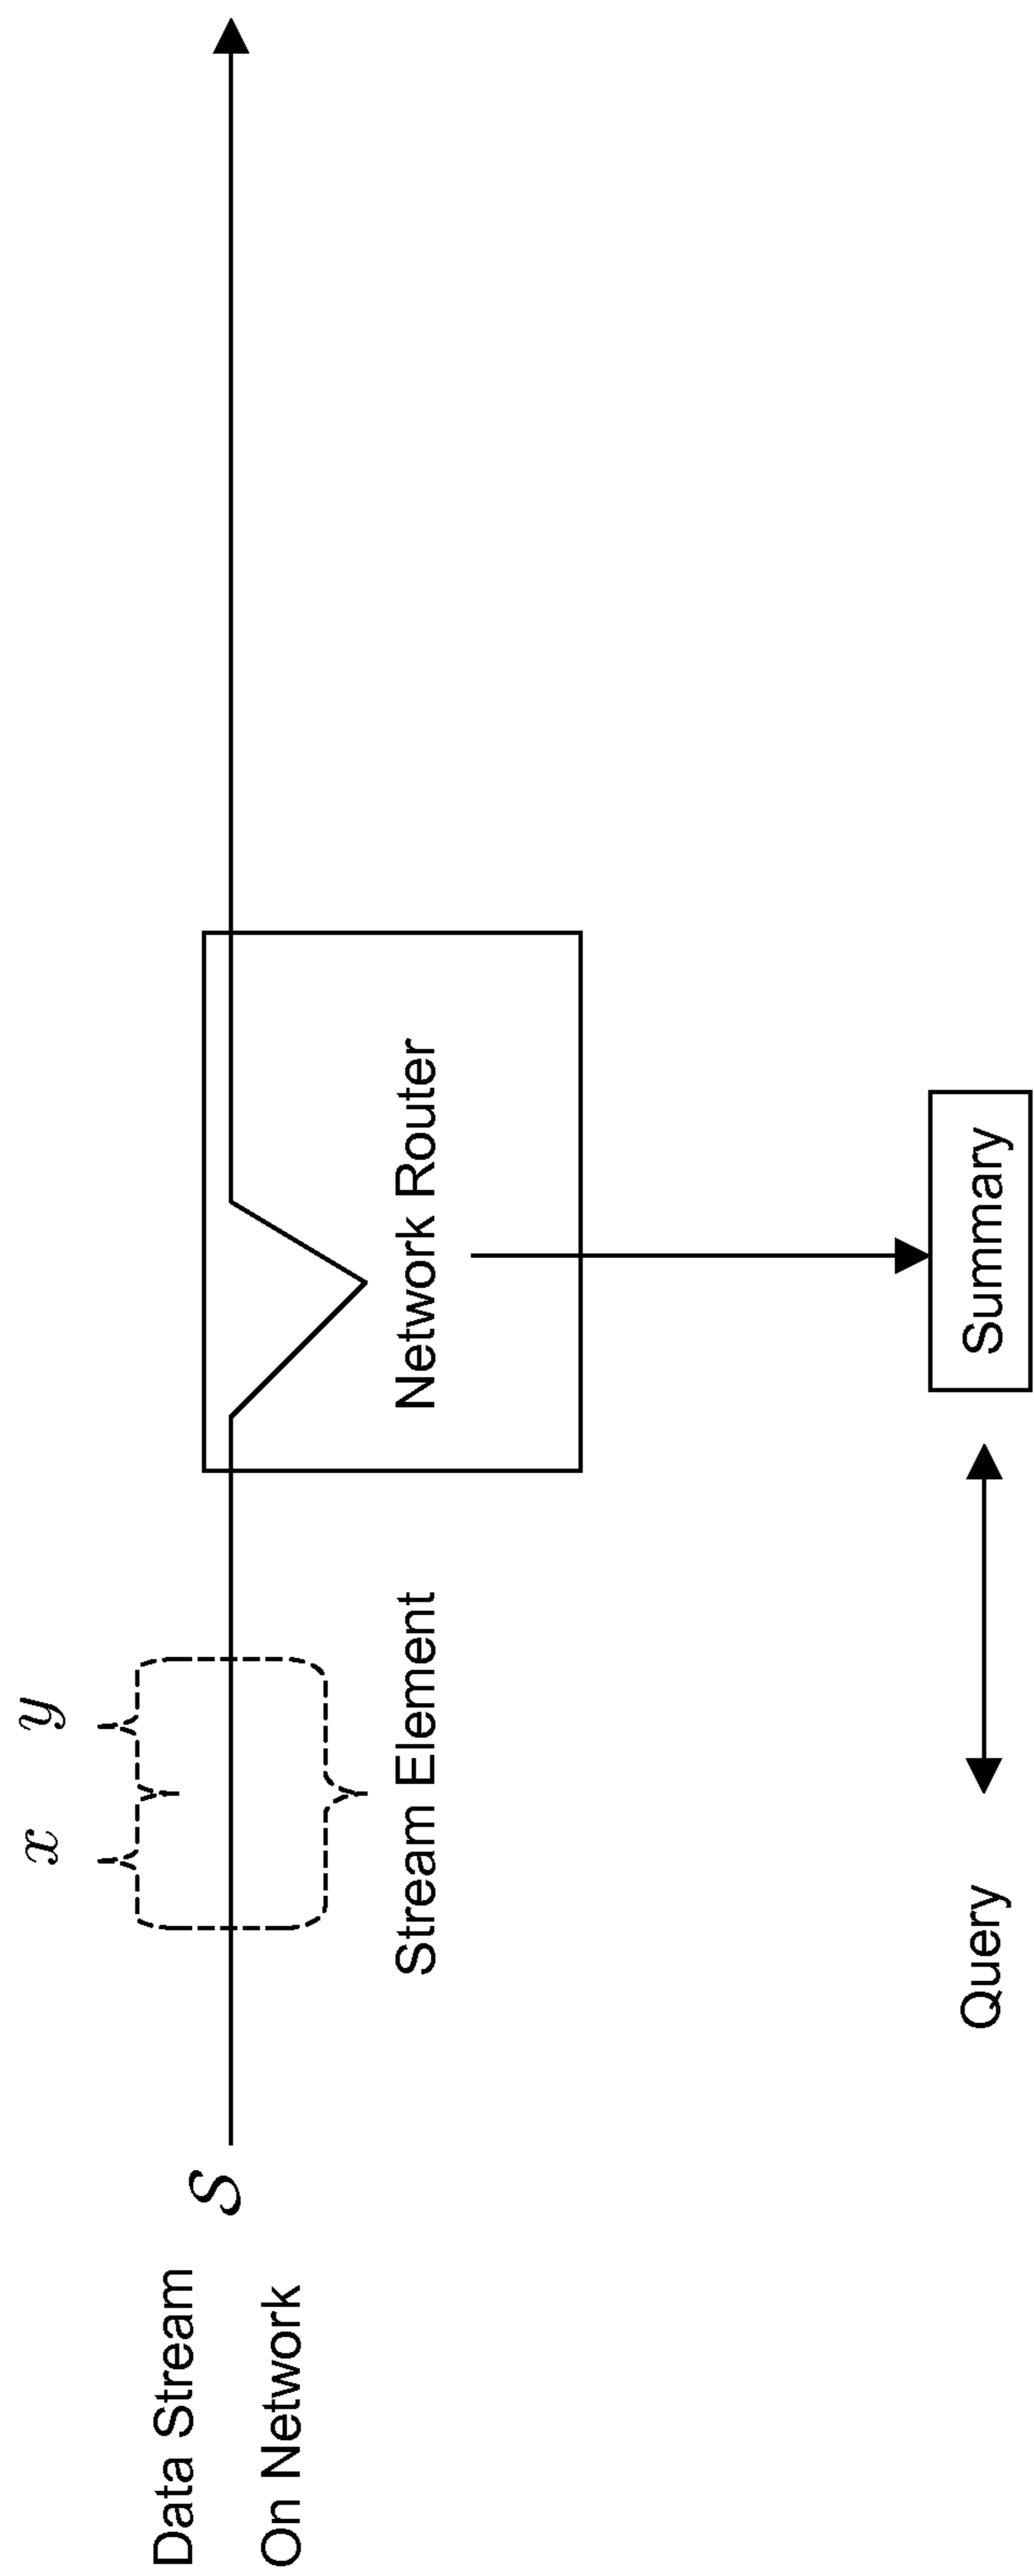 x y
Data Stream
𝒮
On Network
Stream Element
Network Router
Query
Summary